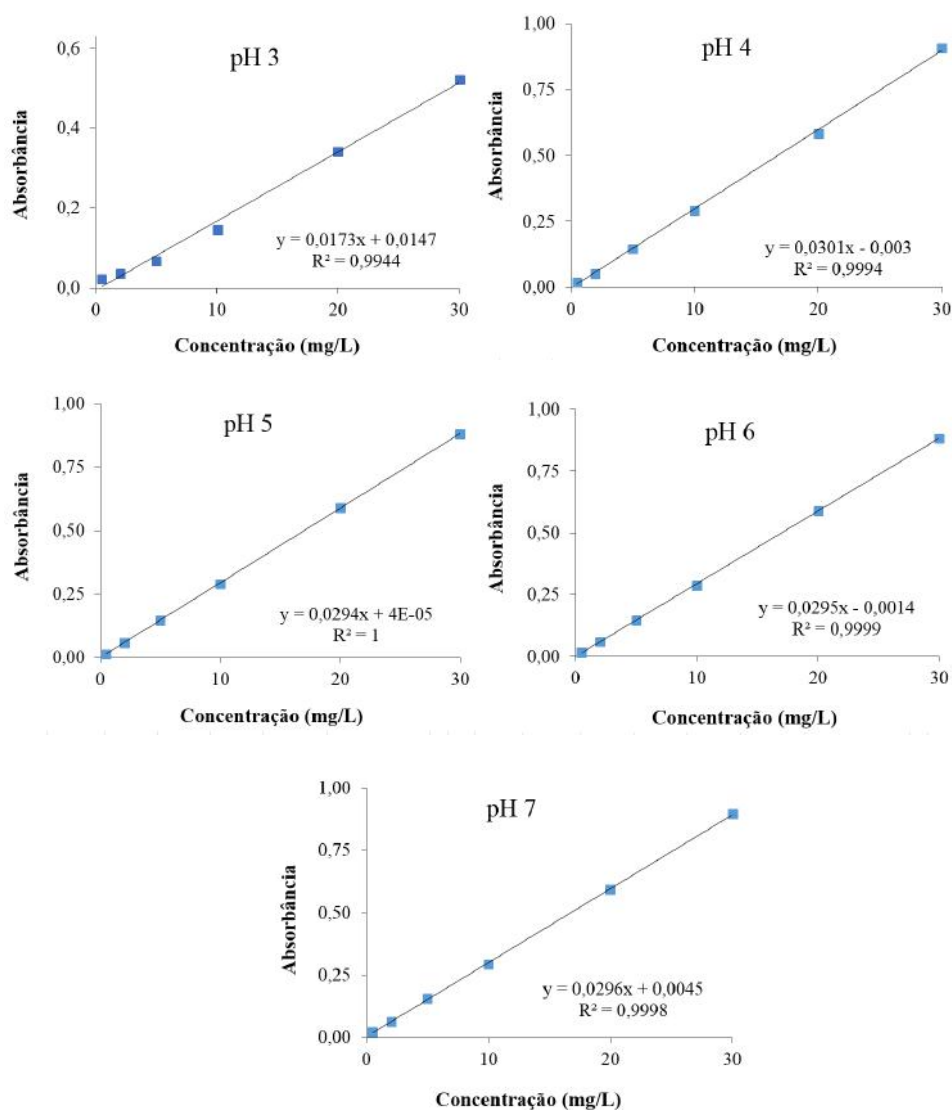 pH 3
Absorbância
0,6
0,4
0,2
0,0
y = 0,0173x + 0,0147
R² = 0,9944
0 10 20 30
Concentração (mg/L)
pH 4
Absorbância
1,00
0,75
0,50
0,25
0,00
y = 0,0301x - 0,003
R² = 0,9994
0 10 20 30
Concentração (mg/L)
pH 5
Absorbância
1,00
0,75
0,50
0,25
0,00
y = 0,0294x + 4E-05
R² = 1
0 10 20 30
Concentração (mg/L)
pH 6
Absorbância
1,00
0,75
0,50
0,25
0,00
y = 0,0295x - 0,0014
R² = 0,9999
0 10 20 30
Concentração (mg/L)
pH 7
Absorbância
1,00
0,75
0,50
0,25
0,00
y = 0,0296x + 0,0045
R² = 0,9998
0 10 20 30
Concentração (mg/L)